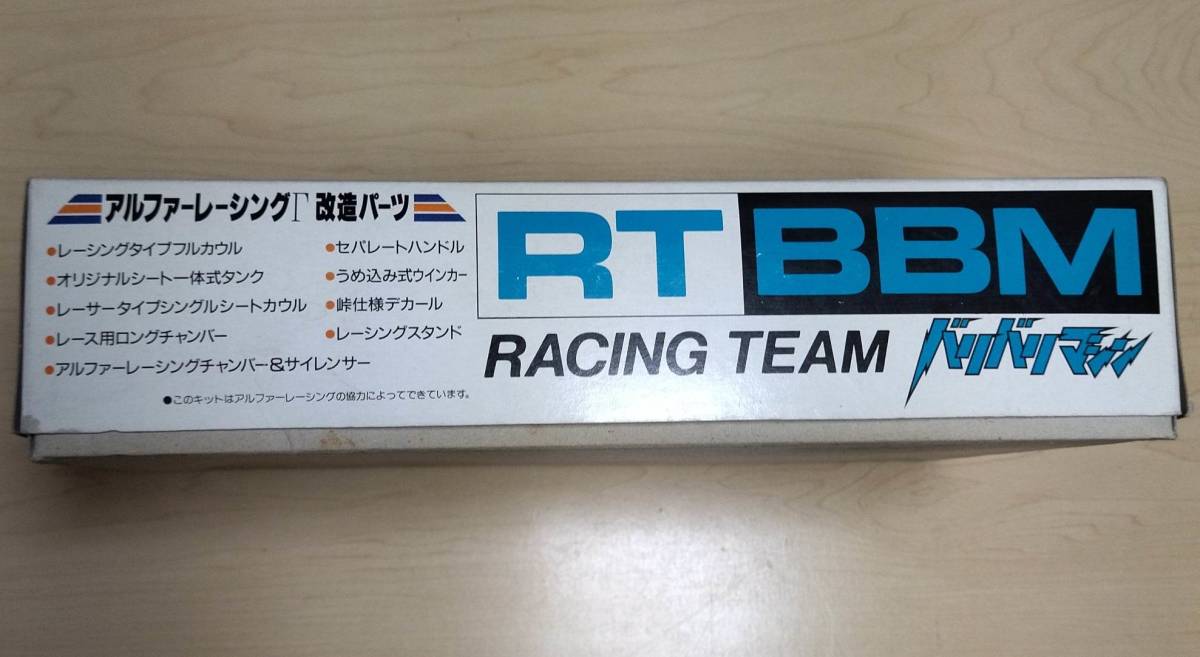 アルファーレーシングΓ 改造パーツ
●レーシングタイプフルカウル
●オリジナルシート一体式タンク
●レーサータイプシングルシートカウル
●レース用ロングチャンバー
●アルファーレーシングチャンバー&サイレンサー
●セパレートハンドル
●うめ込み式ウインカー
●峠仕様デカール
●レーシングスタンド
●このキットはアルファーレーシングの協力によってできています。
RT BBM
RACING TEAM バリバリマシン